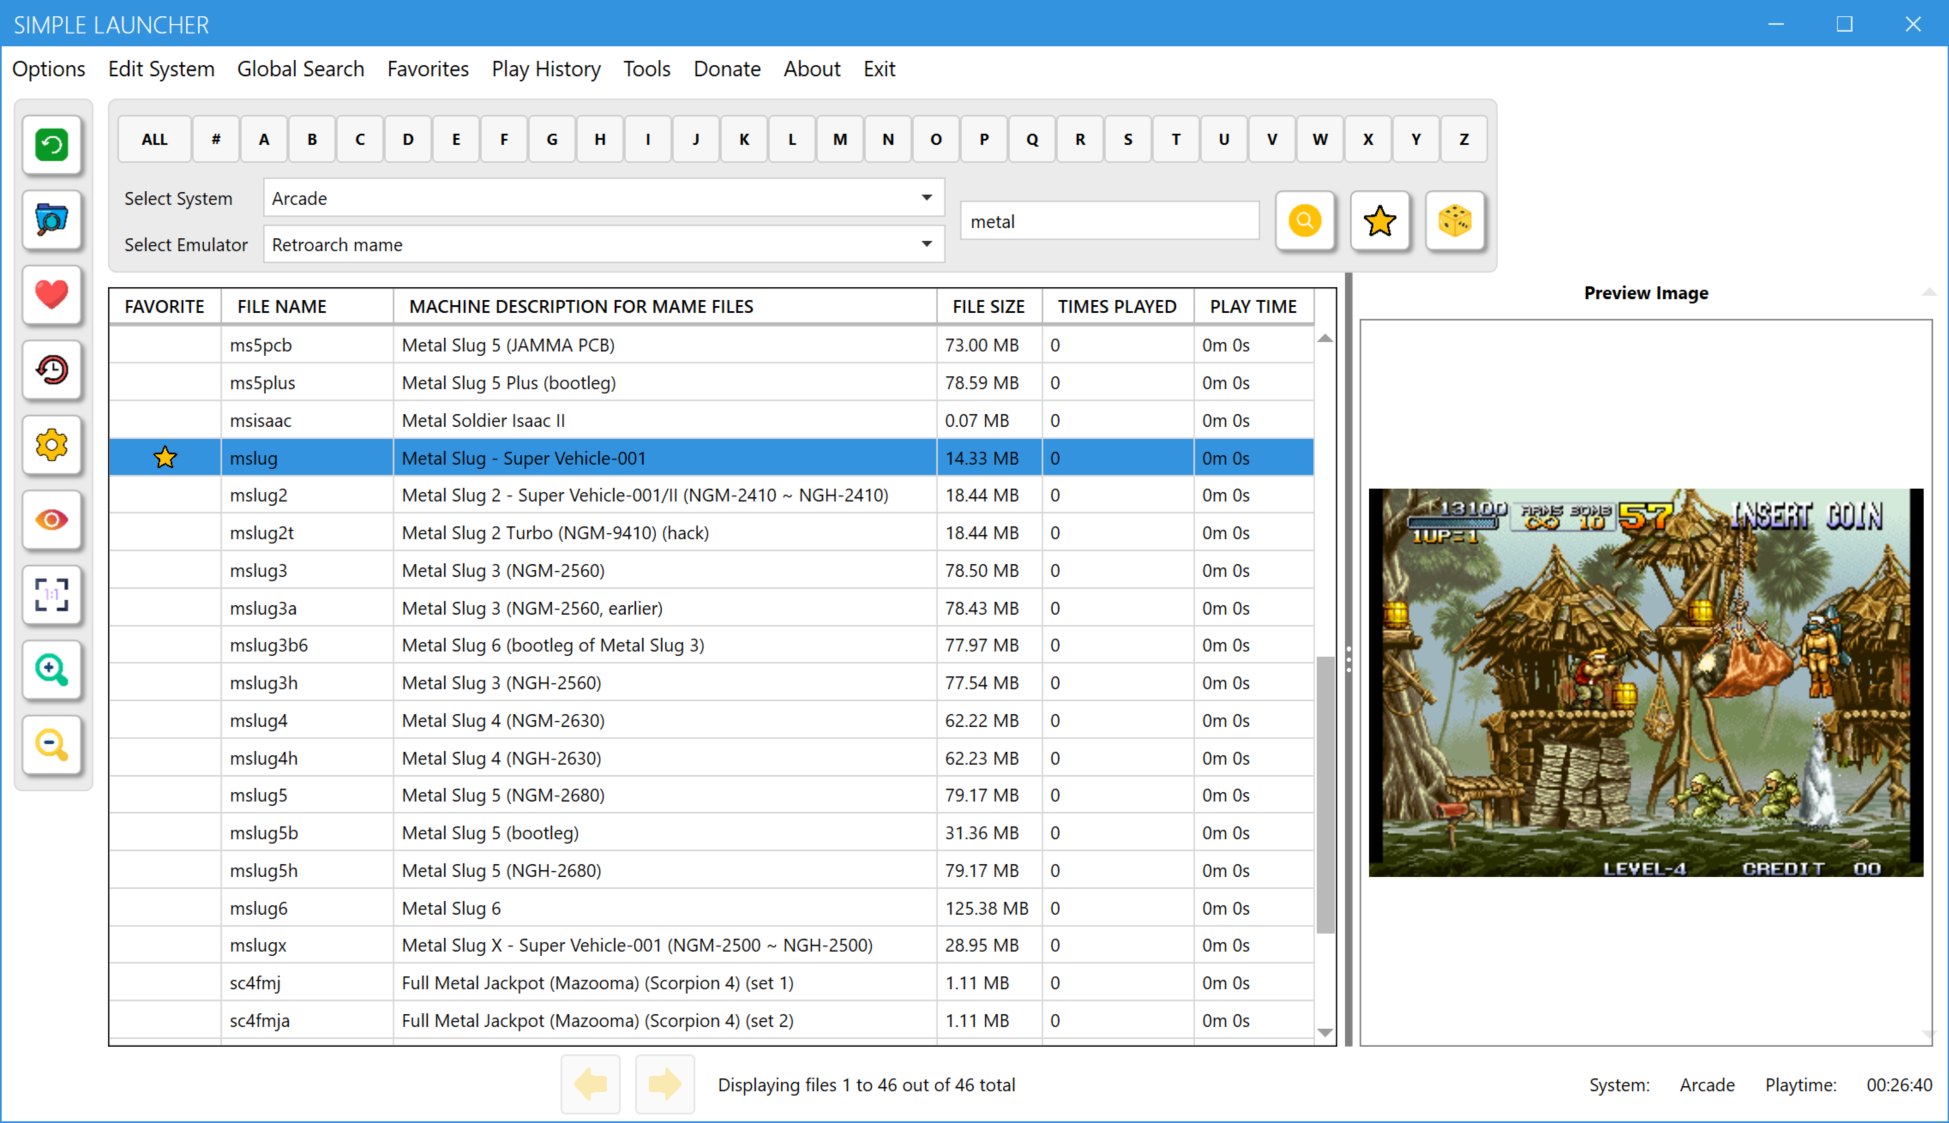 SIMPLE LAUNCHER
Options Edit System Global Search Favorites Play History Tools Donate About Exit
ALL # A B C D E F G H I J K L M N O P Q R S T U V W X Y Z
Select System Arcade
metal
Select Emulator Retroarch mame
FAVORITE FILE NAME MACHINE DESCRIPTION FOR MAME FILES FILE SIZE TIMES PLAYED PLAY TIME
ms5pcb Metal Slug 5 (JAMMA PCB) 73.00 MB 0 0m 0s
ms5plus Metal Slug 5 Plus (bootleg) 78.59 MB 0 0m 0s
msisaac Metal Soldier Isaac II 0.07 MB 0 0m 0s
mslug Metal Slug - Super Vehicle-001 14.33 MB 0 0m 0s
mslug2 Metal Slug 2 - Super Vehicle-001/II (NGM-2410 ~ NGH-2410) 18.44 MB 0 0m 0s
mslug2t Metal Slug 2 Turbo (NGM-9410) (hack) 18.44 MB 0 0m 0s
mslug3 Metal Slug 3 (NGM-2560) 78.50 MB 0 0m 0s
mslug3a Metal Slug 3 (NGM-2560, earlier) 78.43 MB 0 0m 0s
mslug3b6 Metal Slug 6 (bootleg of Metal Slug 3) 77.97 MB 0 0m 0s
mslug3h Metal Slug 3 (NGH-2560) 77.54 MB 0 0m 0s
mslug4 Metal Slug 4 (NGM-2630) 62.22 MB 0 0m 0s
mslug4h Metal Slug 4 (NGH-2630) 62.23 MB 0 0m 0s
mslug5 Metal Slug 5 (NGM-2680) 79.17 MB 0 0m 0s
mslug5b Metal Slug 5 (bootleg) 31.36 MB 0 0m 0s
mslug5h Metal Slug 5 (NGH-2680) 79.17 MB 0 0m 0s
mslug6 Metal Slug 6 125.38 MB 0 0m 0s
mslugx Metal Slug X - Super Vehicle-001 (NGM-2500 ~ NGH-2500) 28.95 MB 0 0m 0s
sc4fmj Full Metal Jackpot (Mazooma) (Scorpion 4) (set 1) 1.11 MB 0 0m 0s
sc4fmja Full Metal Jackpot (Mazooma) (Scorpion 4) (set 2) 1.11 MB 0 0m 0s
1:1
Preview Image
13100 ARMS BOMB 57 INSERT COIN
∞ 10
1UP=1
LEVEL-4 CREDIT 00
Displaying files 1 to 46 out of 46 total
System: Arcade Playtime: 00:26:40